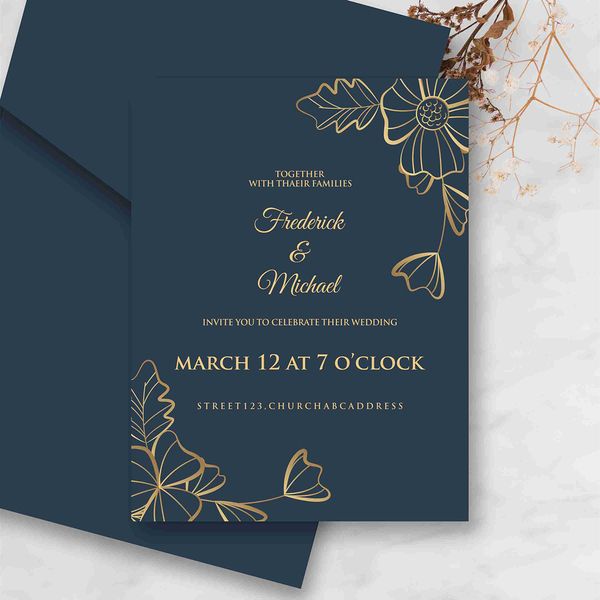 TOGETHER
WITH THAEIR FAMILIES
Frederick
&
Michael
INVITE YOU TO CELEBRATE THEIR WEDDING
MARCH 12 AT 7 O'CLOCK
STREET123,CHURCHABCADDRESS